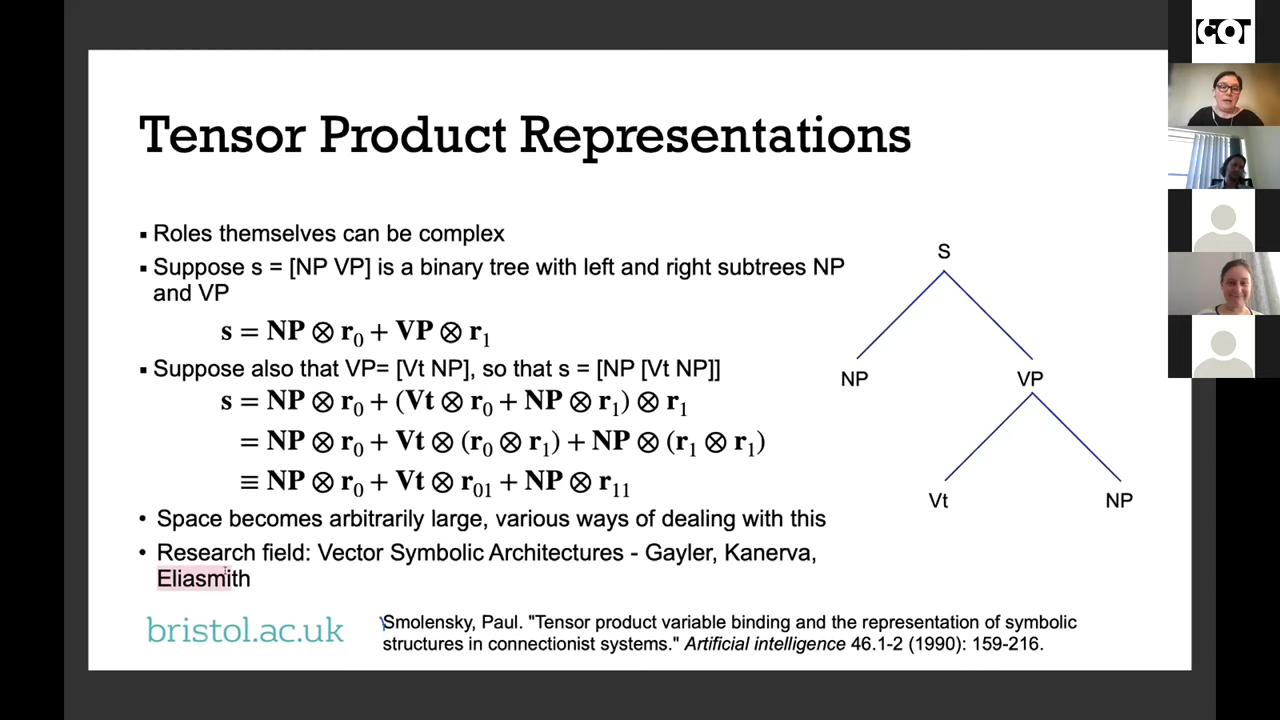 Tensor Product Representations
▪ Roles themselves can be complex
▪ Suppose s = [NP VP] is a binary tree with left and right subtrees NP
and VP
s = NP ⊗ r₀ + VP ⊗ r₁
▪ Suppose also that VP= [Vt NP], so that s = [NP [Vt NP]]
s = NP ⊗ r₀ + (Vt ⊗ r₀ + NP ⊗ r₁) ⊗ r₁
= NP ⊗ r₀ + Vt ⊗ (r₀ ⊗ r₁) + NP ⊗ (r₁ ⊗ r₁)
≡ NP ⊗ r₀ + Vt ⊗ r₀₁ + NP ⊗ r₁₁
• Space becomes arbitrarily large, various ways of dealing with this
• Research field: Vector Symbolic Architectures - Gayler, Kanerva,
Eliasmith
S
NP VP
Vt NP
bristol.ac.uk
Smolensky, Paul. "Tensor product variable binding and the representation of symbolic
structures in connectionist systems." Artificial intelligence 46.1-2 (1990): 159-216.